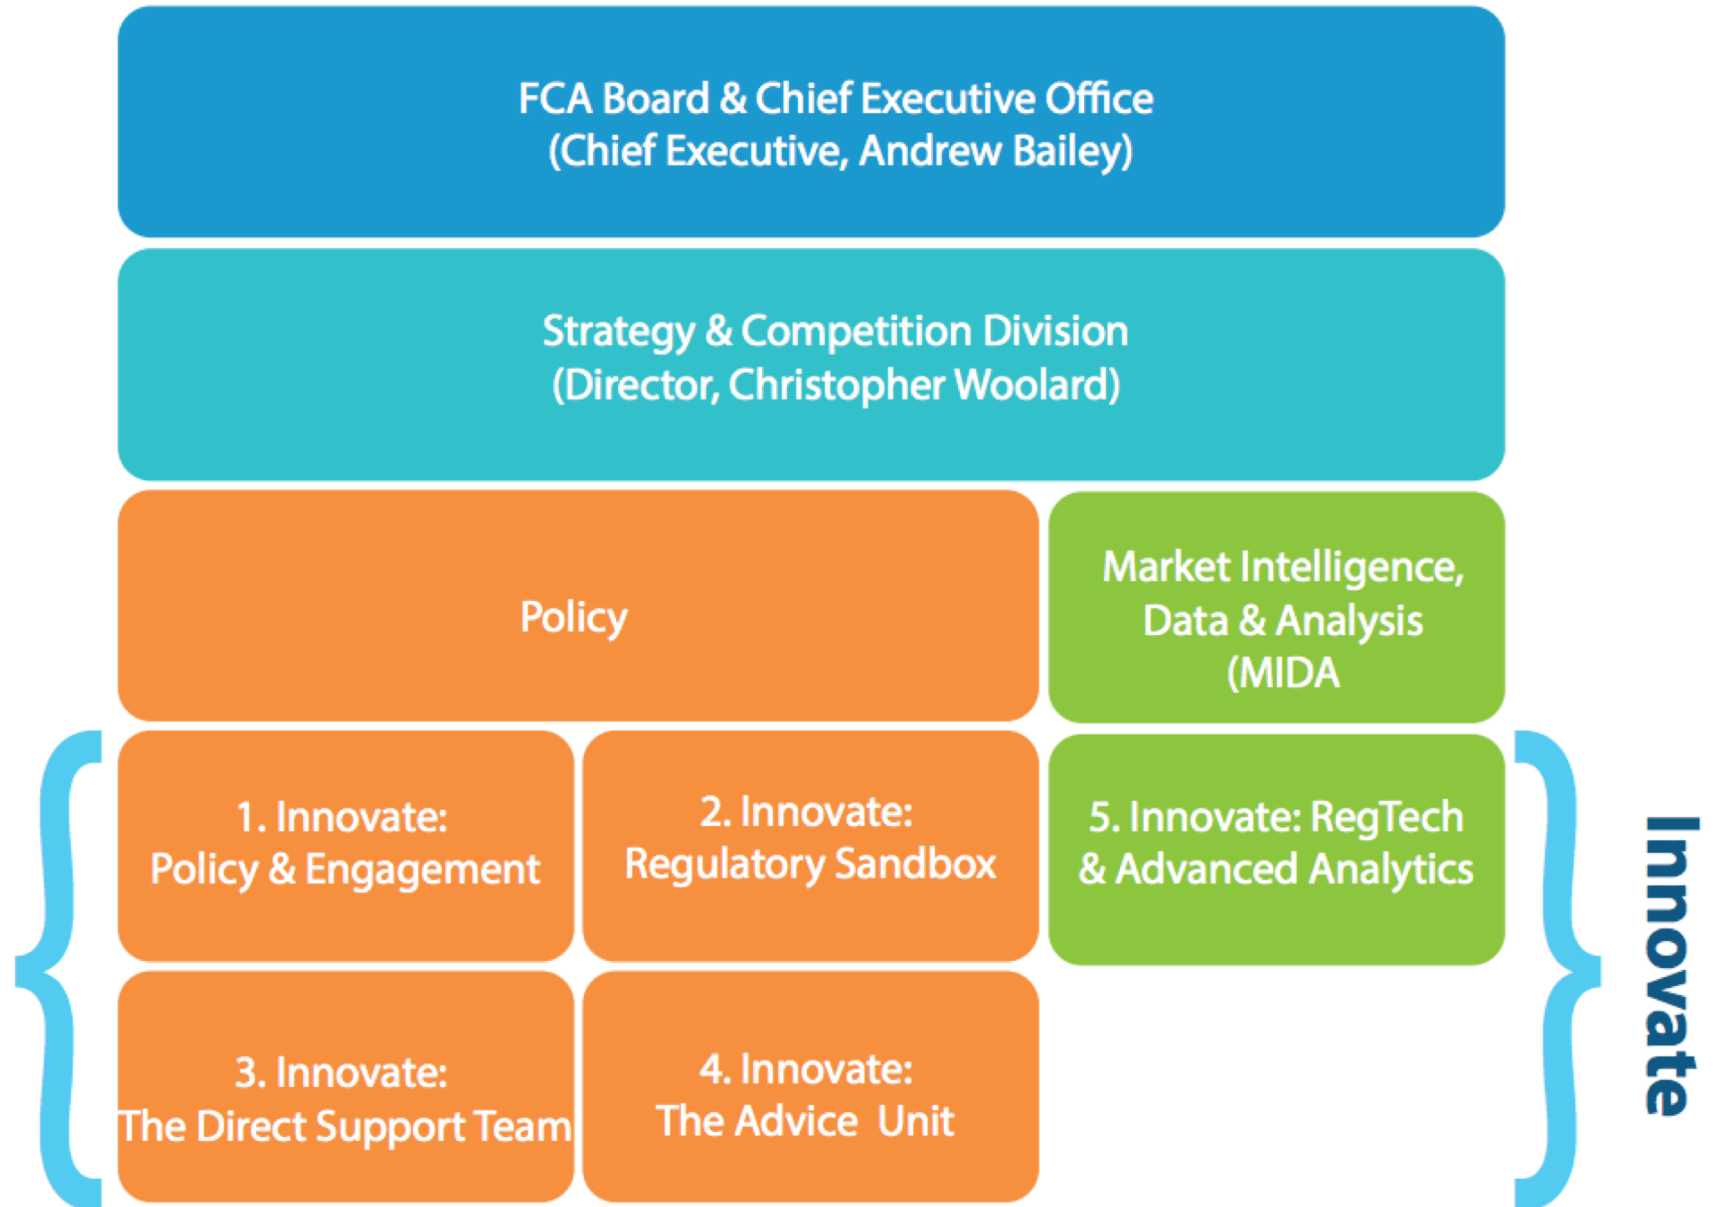 FCA Board & Chief Executive Office
(Chief Executive, Andrew Bailey)
Strategy & Competition Division
(Director, Christopher Woolard)
Policy
Market Intelligence,
Data & Analysis
(MIDA
1. Innovate:
Policy & Engagement
2. Innovate:
Regulatory Sandbox
5. Innovate: RegTech
& Advanced Analytics
3. Innovate:
The Direct Support Team
4. Innovate:
The Advice Unit
Innovate